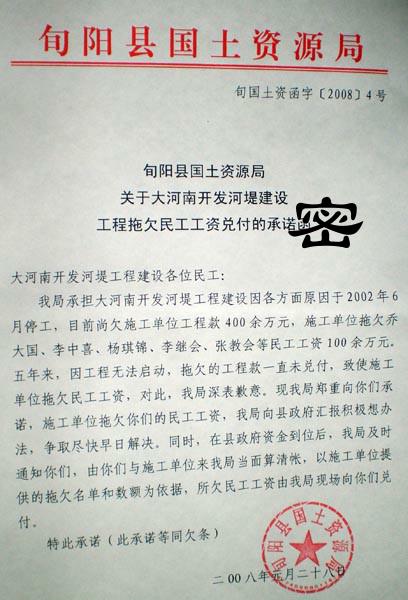 旬阳县国土资源局
旬国土资函字〔2008〕4号
旬阳县国土资源局
关于大河南开发河堤建设
工程拖欠民工工资兑付的承诺函
密
大河南开发河堤工程建设各位民工：
我局承担大河南开发河堤工程建设因各方面原因于2002年6
月停工，目前尚欠施工单位工程款400余万元，施工单位拖欠乔
大国、李中喜、杨琪锦、李继会、张教会等民工工资100余万元。
五年来，因工程无法启动，拖欠的工程款一直未兑付，致使施工
单位拖欠民工工资，对此，我局深表歉意。现我局郑重向你们承
诺，施工单位拖欠你们的民工工资，我局向县政府汇报积极想办
法，争取尽快早日解决。同时，在县政府资金到位后，我局及时
通知你们，由你们与施工单位来我局当面算清帐，以施工单位提
供的拖欠名单和数额为依据，所欠民工工资由我局现场向你们兑
付。
特此承诺（此承诺等同欠条）
旬阳县国土资源局
二00八年元月二十八日